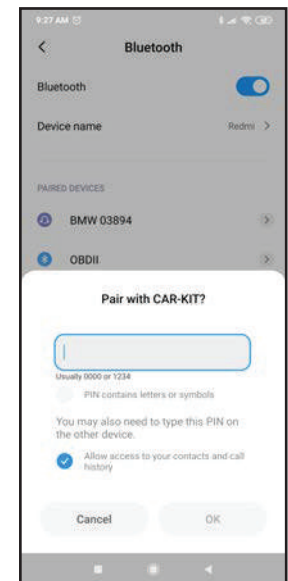 9:27 AM
Bluetooth
Bluetooth
Device name Redmi
PAIRED DEVICES
BMW 03894
OBDII
Pair with CAR-KIT?
Usually 0000 or 1234
PIN contains letters or symbols
You may also need to type this PIN on
the other device.
Allow access to your contacts and call
history
Cancel OK